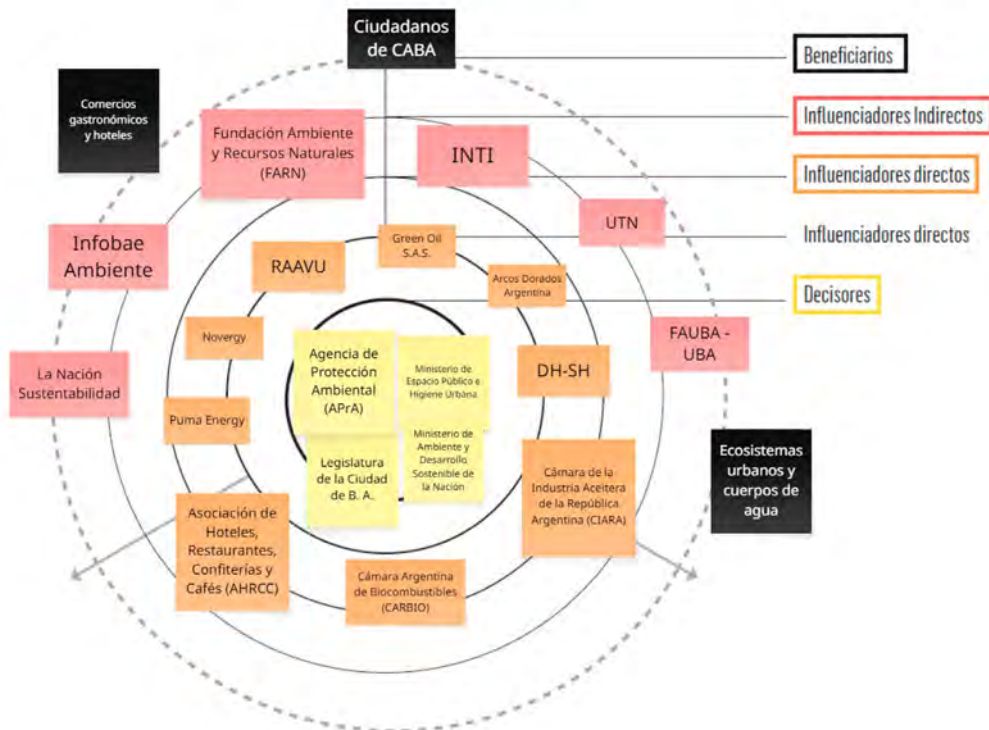 Ciudadanos
de CABA
Beneficiarios
Comercios
gastronómicos
y hoteles
Influenciadores Indirectos
Fundación Ambiente
y Recursos Naturales
(FARN)
INTI
Influenciadores directos
UTN
Infobae
Ambiente
RAAVU
Green Oil
S.A.S.
Influenciadores directos
Arcos Dorados
Argentina
Decisores
Novergy
FAUBA -
UBA
Agencia de
Protección
Ambiental
(APrA)
Ministerio de
Espacio Público e
Higiene Urbana
DH-SH
La Nación
Sustentabilidad
Puma Energy
Legislatura
de la Ciudad
de B. A.
Ministerio de
Ambiente y
Desarrollo
Sostenible de
la Nación
Cámara de la
Industria Aceitera
de la República
Argentina (CIARA)
Ecosistemas
urbanos y
cuerpos de
agua
Asociación de
Hoteles,
Restaurantes,
Confiterías y
Cafés (AHRCC)
Cámara Argentina
de Biocombustibles
(CARBIO)